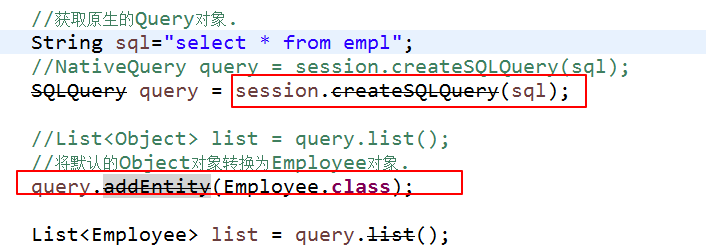 //获取原生的Query对象.
String sql="select * from empl";
//NativeQuery query = session.createSQLQuery(sql);
SQLQuery query = session.createSQLQuery(sql);
//List<Object> list = query.list();
//将默认的Object对象转换为Employee对象.
query.addEntity(Employee.class);
List<Employee> list = query.list();